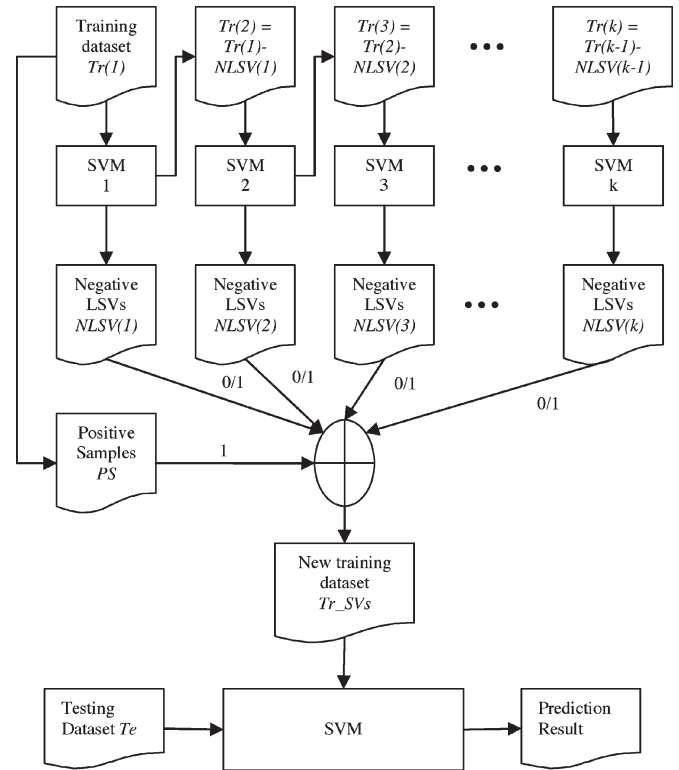 Training
dataset
Tr(1)
Tr(2) =
Tr(1)-
NLSV(1)
Tr(3) =
Tr(2)-
NLSV(2)
Tr(k) =
Tr(k-1)-
NLSV(k-1)
SVM
1
SVM
2
SVM
3
SVM
k
Negative
LSVs
NLSV(1)
Negative
LSVs
NLSV(2)
Negative
LSVs
NLSV(3)
Negative
LSVs
NLSV(k)
0/1
0/1
0/1
0/1
Positive
Samples
PS
1
New training
dataset
Tr_SVs
Testing
Dataset Te
SVM
Prediction
Result